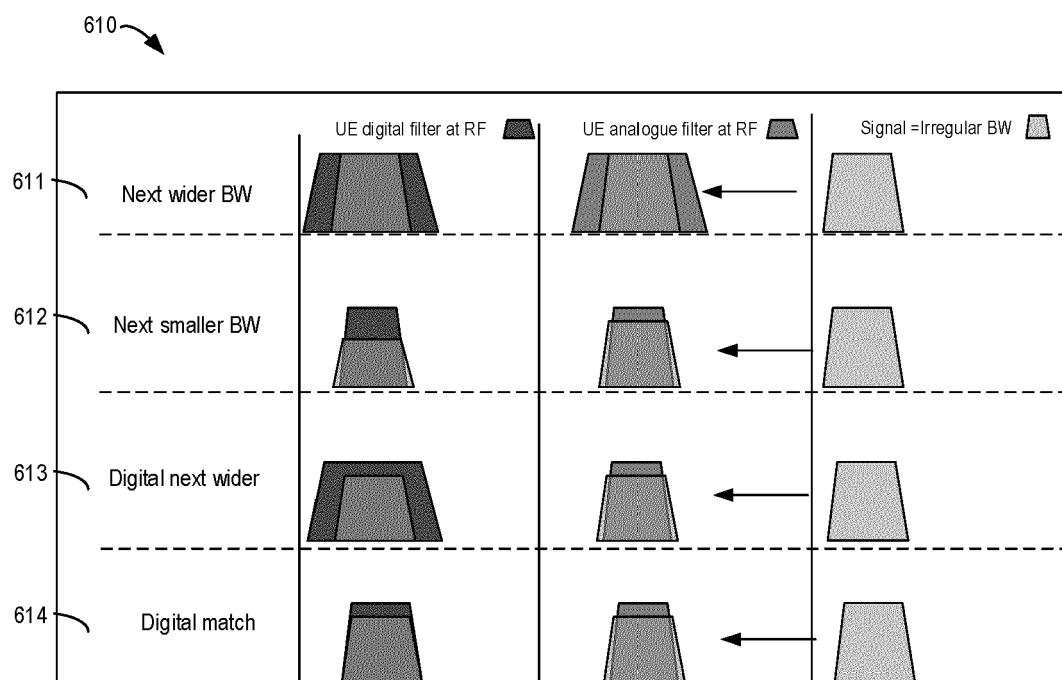 610
UE digital filter at RF
UE analogue filter at RF
Signal =Irregular BW
611
Next wider BW
612
Next smaller BW
613
Digital next wider
614
Digital match